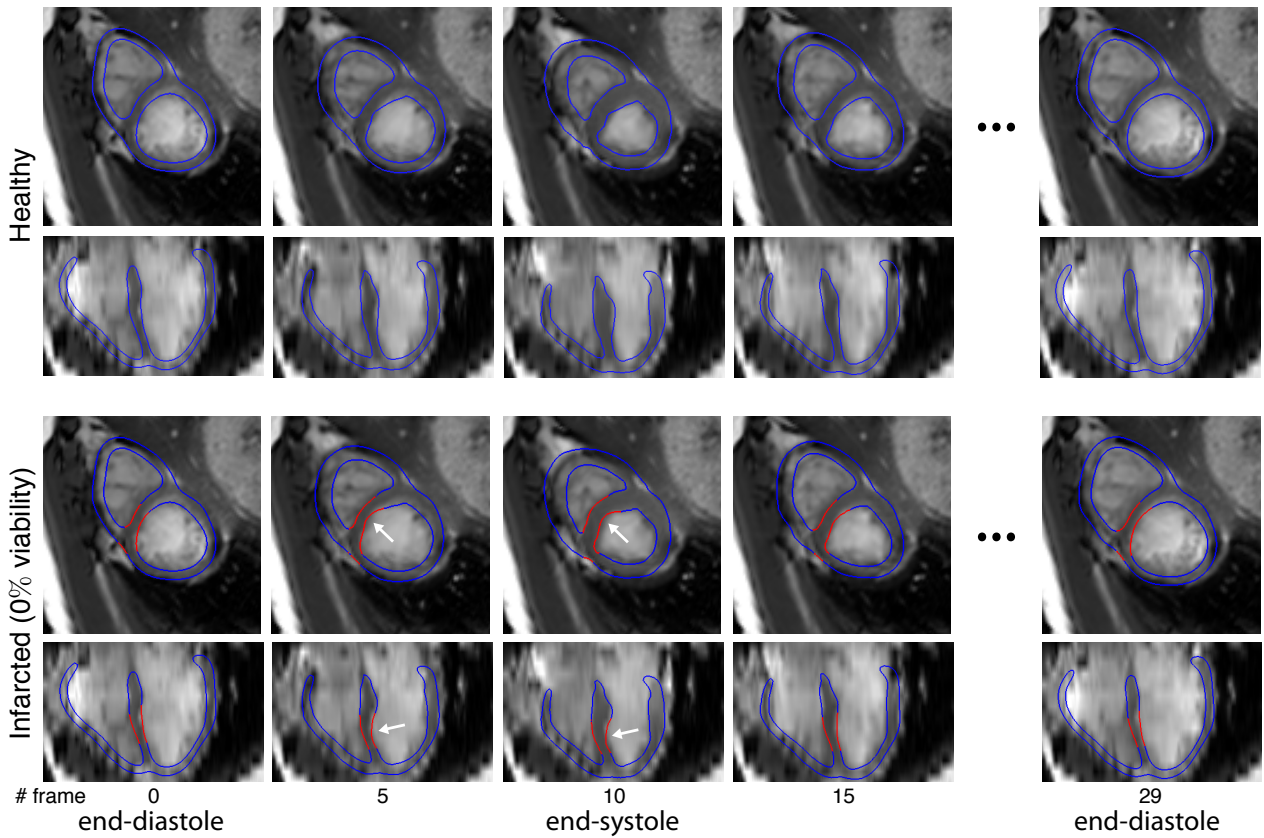 Healthy
•••
Infarcted (0% viability)
•••
# frame 0 5 10 15 29
end-diastole end-systole end-diastole